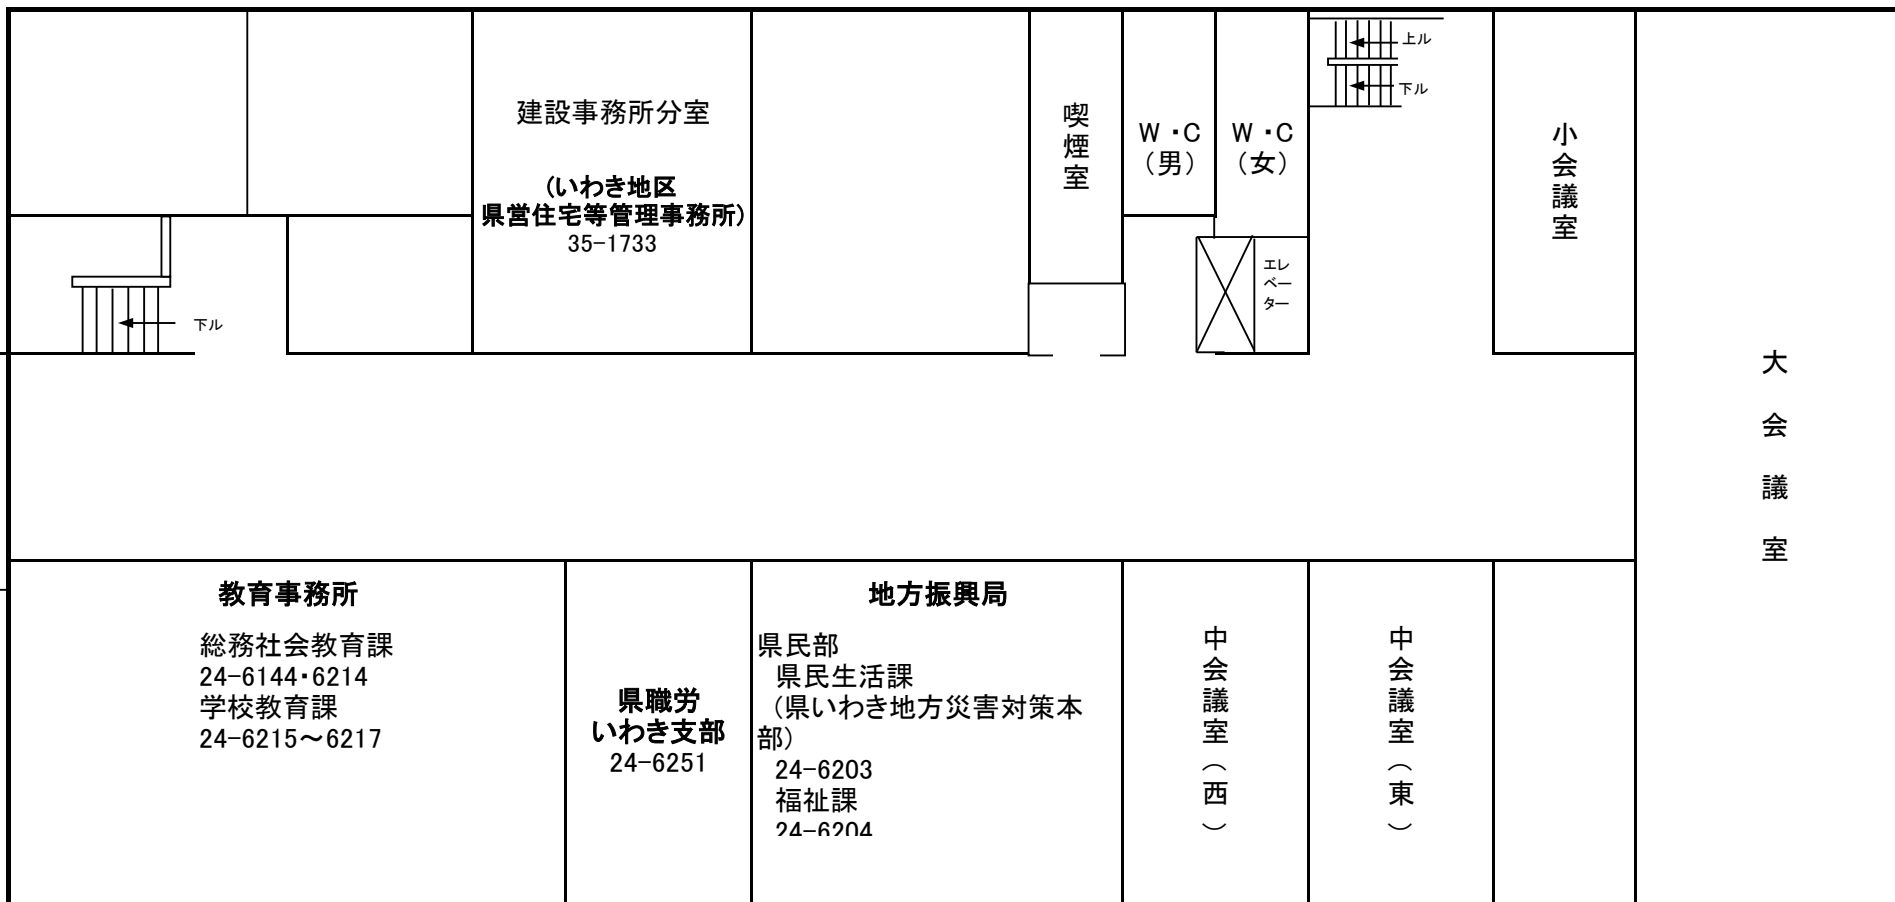 建設事務所分室
(いわき地区
県営住宅等管理事務所)
35-1733
喫煙室
W・C
(男)
W・C
(女)
上ル
下ル
エレ
ベー
ター
小会議室
下ル
大会議室
教育事務所
総務社会教育課
24-6144・6214
学校教育課
24-6215～6217
県職労
いわき支部
24-6251
地方振興局
県民部
県民生活課
(県いわき地方災害対策本
部)
24-6203
福祉課
24-6204
中会議室(西)
中会議室(東)